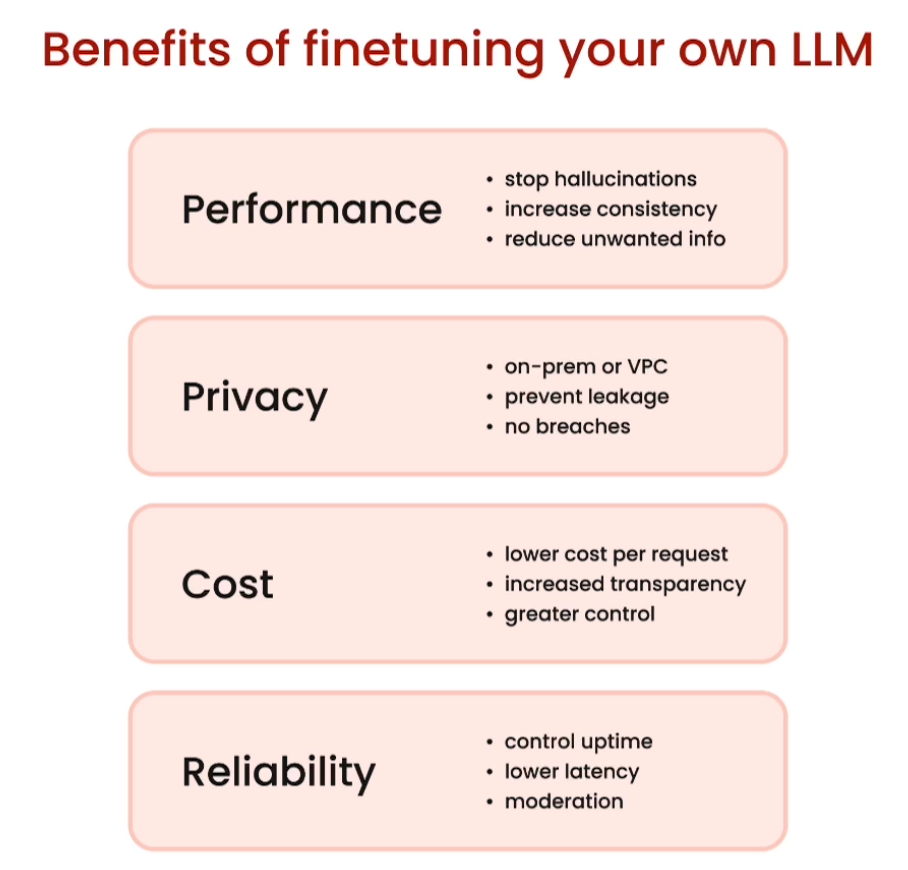 Benefits of finetuning your own LLM
Performance
• stop hallucinations
• increase consistency
• reduce unwanted info
Privacy
• on-prem or VPC
• prevent leakage
• no breaches
Cost
• lower cost per request
• increased transparency
• greater control
Reliability
• control uptime
• lower latency
• moderation